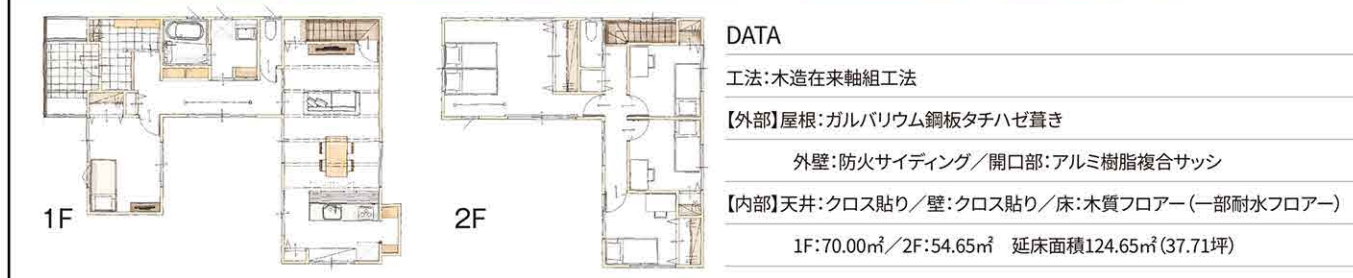 1F
2F
DATA
工法:木造在来軸組工法
【外部】屋根:ガルバリウム鋼板タチハゼ葺き
外壁:防火サイディング／開口部:アルミ樹脂複合サッシ
【内部】天井:クロス貼り／壁:クロス貼り／床:木質フロアー(一部耐水フロアー)
1F:70.00㎡／2F:54.65㎡　延床面積124.65㎡(37.71坪)